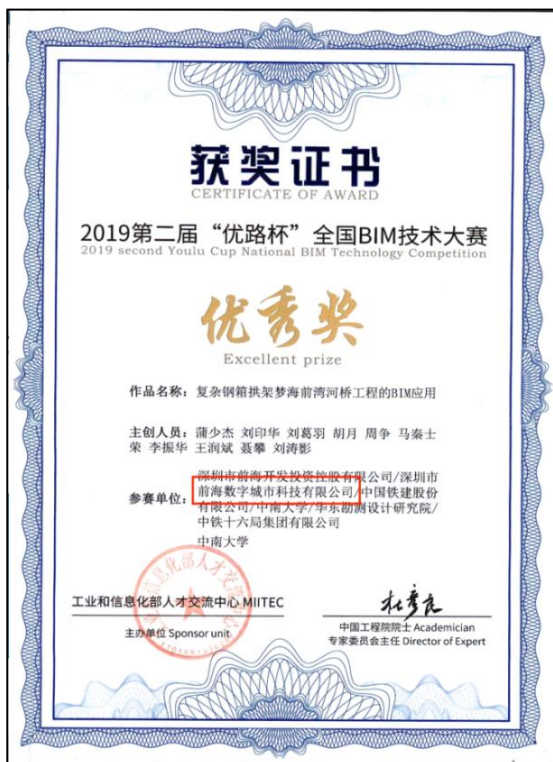 获奖证书
CERTIFICATE OF AWARD
2019第二届“优路杯”全国BIM技术大赛
2019 second Youlu Cup National BIM Technology Competition
优秀奖
Excellent prize
作品名称：复杂钢箱拱架梦海前湾河桥工程的BIM应用
主创人员：蒲少杰 刘印华 刘葛羽 胡月 周争 马秦士
荣 李振华 王润斌 聂攀 刘涛影
深圳市前海开发投资控股有限公司/深圳市
参赛单位：前海数字城市科技有限公司/中国铁建股份
有限公司/中南大学/华东勘测设计研究院/
中铁十六局集团有限公司
中南大学
工业和信息化部人才交流中心 MIITEC
主办单位 Sponsor unit
杜彦良
中国工程院院士 Academician
专家委员会主任 Director of Expert